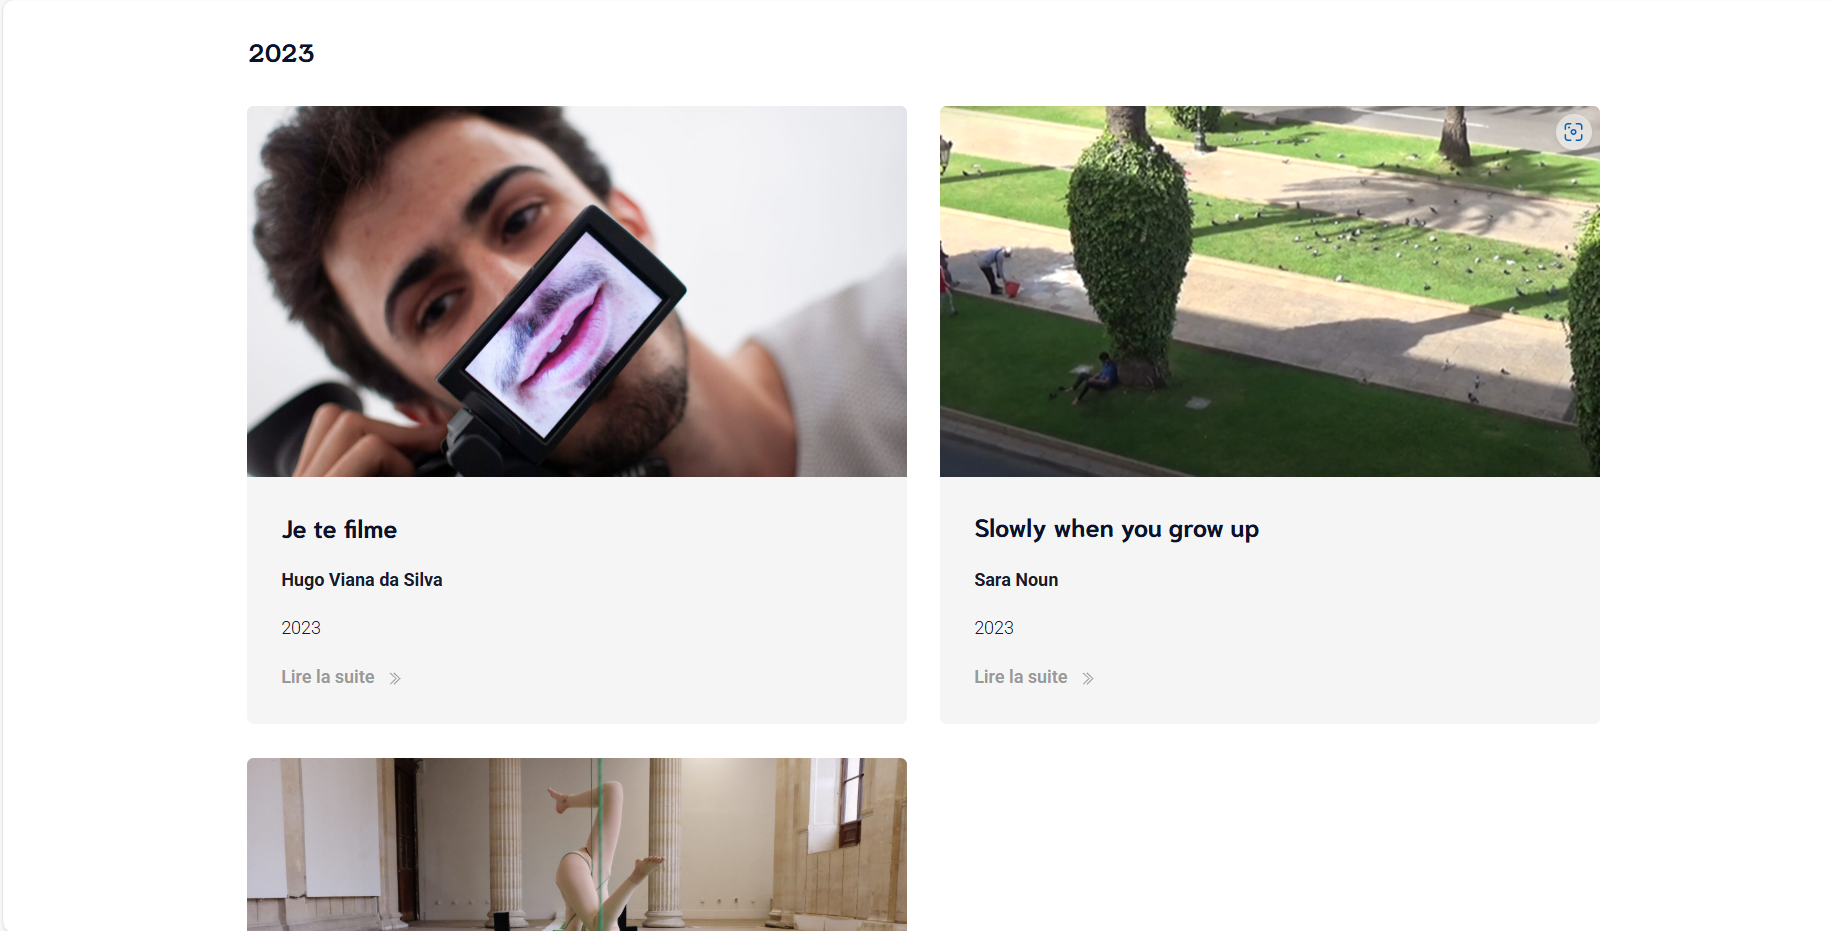 2023
Je te filme
Hugo Viana da Silva
2023
Lire la suite
Slowly when you grow up
Sara Noun
2023
Lire la suite